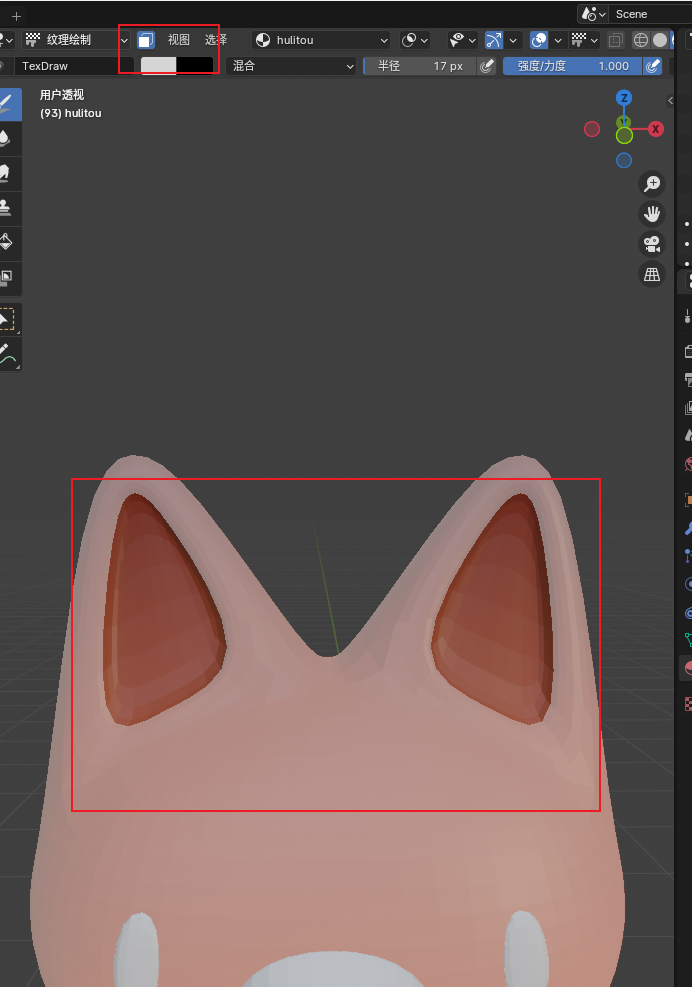 Scene
纹理绘制 视图 选择 hulitou
TexDraw 混合 半径 17 px 强度/力度 1.000
用户透视
(93) hulitou
Z
Y
X